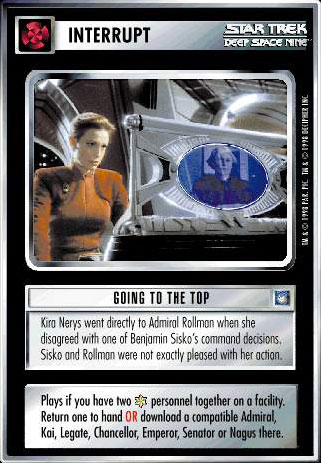 INTERRUPT
STAR TREK
DEEP SPACE NINE
TM & © 1998 PAR. PIC. TM & © 1998 DECIPHER INC.
GOING TO THE TOP
Kira Nerys went directly to Admiral Rollman when she
disagreed with one of Benjamin Sisko's command decisions.
Sisko and Rollman were not exactly pleased with her action.
Plays if you have two personnel together on a facility.
Return one to hand OR download a compatible Admiral,
Kai, Legate, Chancellor, Emperor, Senator or Nagus there.